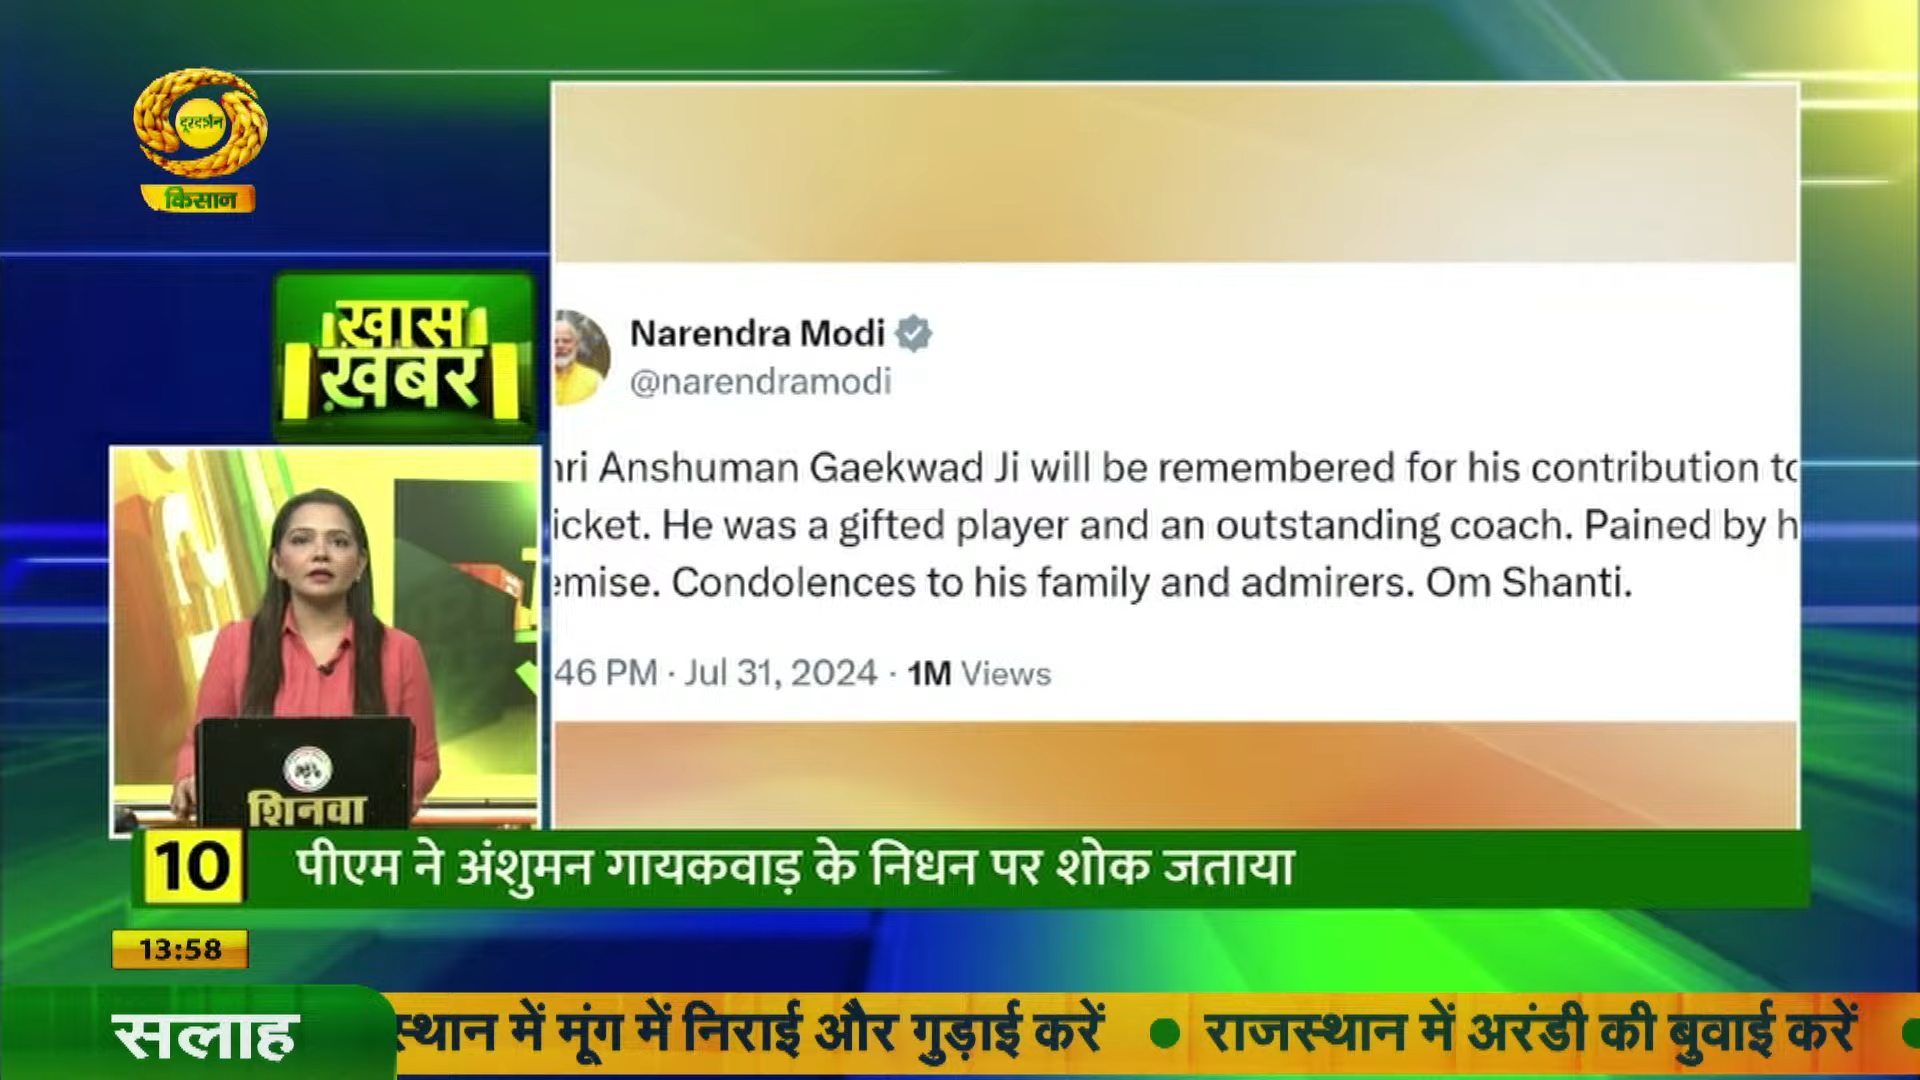 दूरदर्शन
किसान
ख़ास
ख़बर
Narendra Modi
@narendramodi
hri Anshuman Gaekwad Ji will be remembered for his contribution to
icket. He was a gifted player and an outstanding coach. Pained by h
emise. Condolences to his family and admirers. Om Shanti.
46 PM · Jul 31, 2024 · 1M Views
शिनवा
10 पीएम ने अंशुमन गायकवाड़ के निधन पर शोक जताया
13:58
सलाह स्थान में मूंग में निराई और गुड़ाई करें ● राजस्थान में अरंडी की बुवाई करें